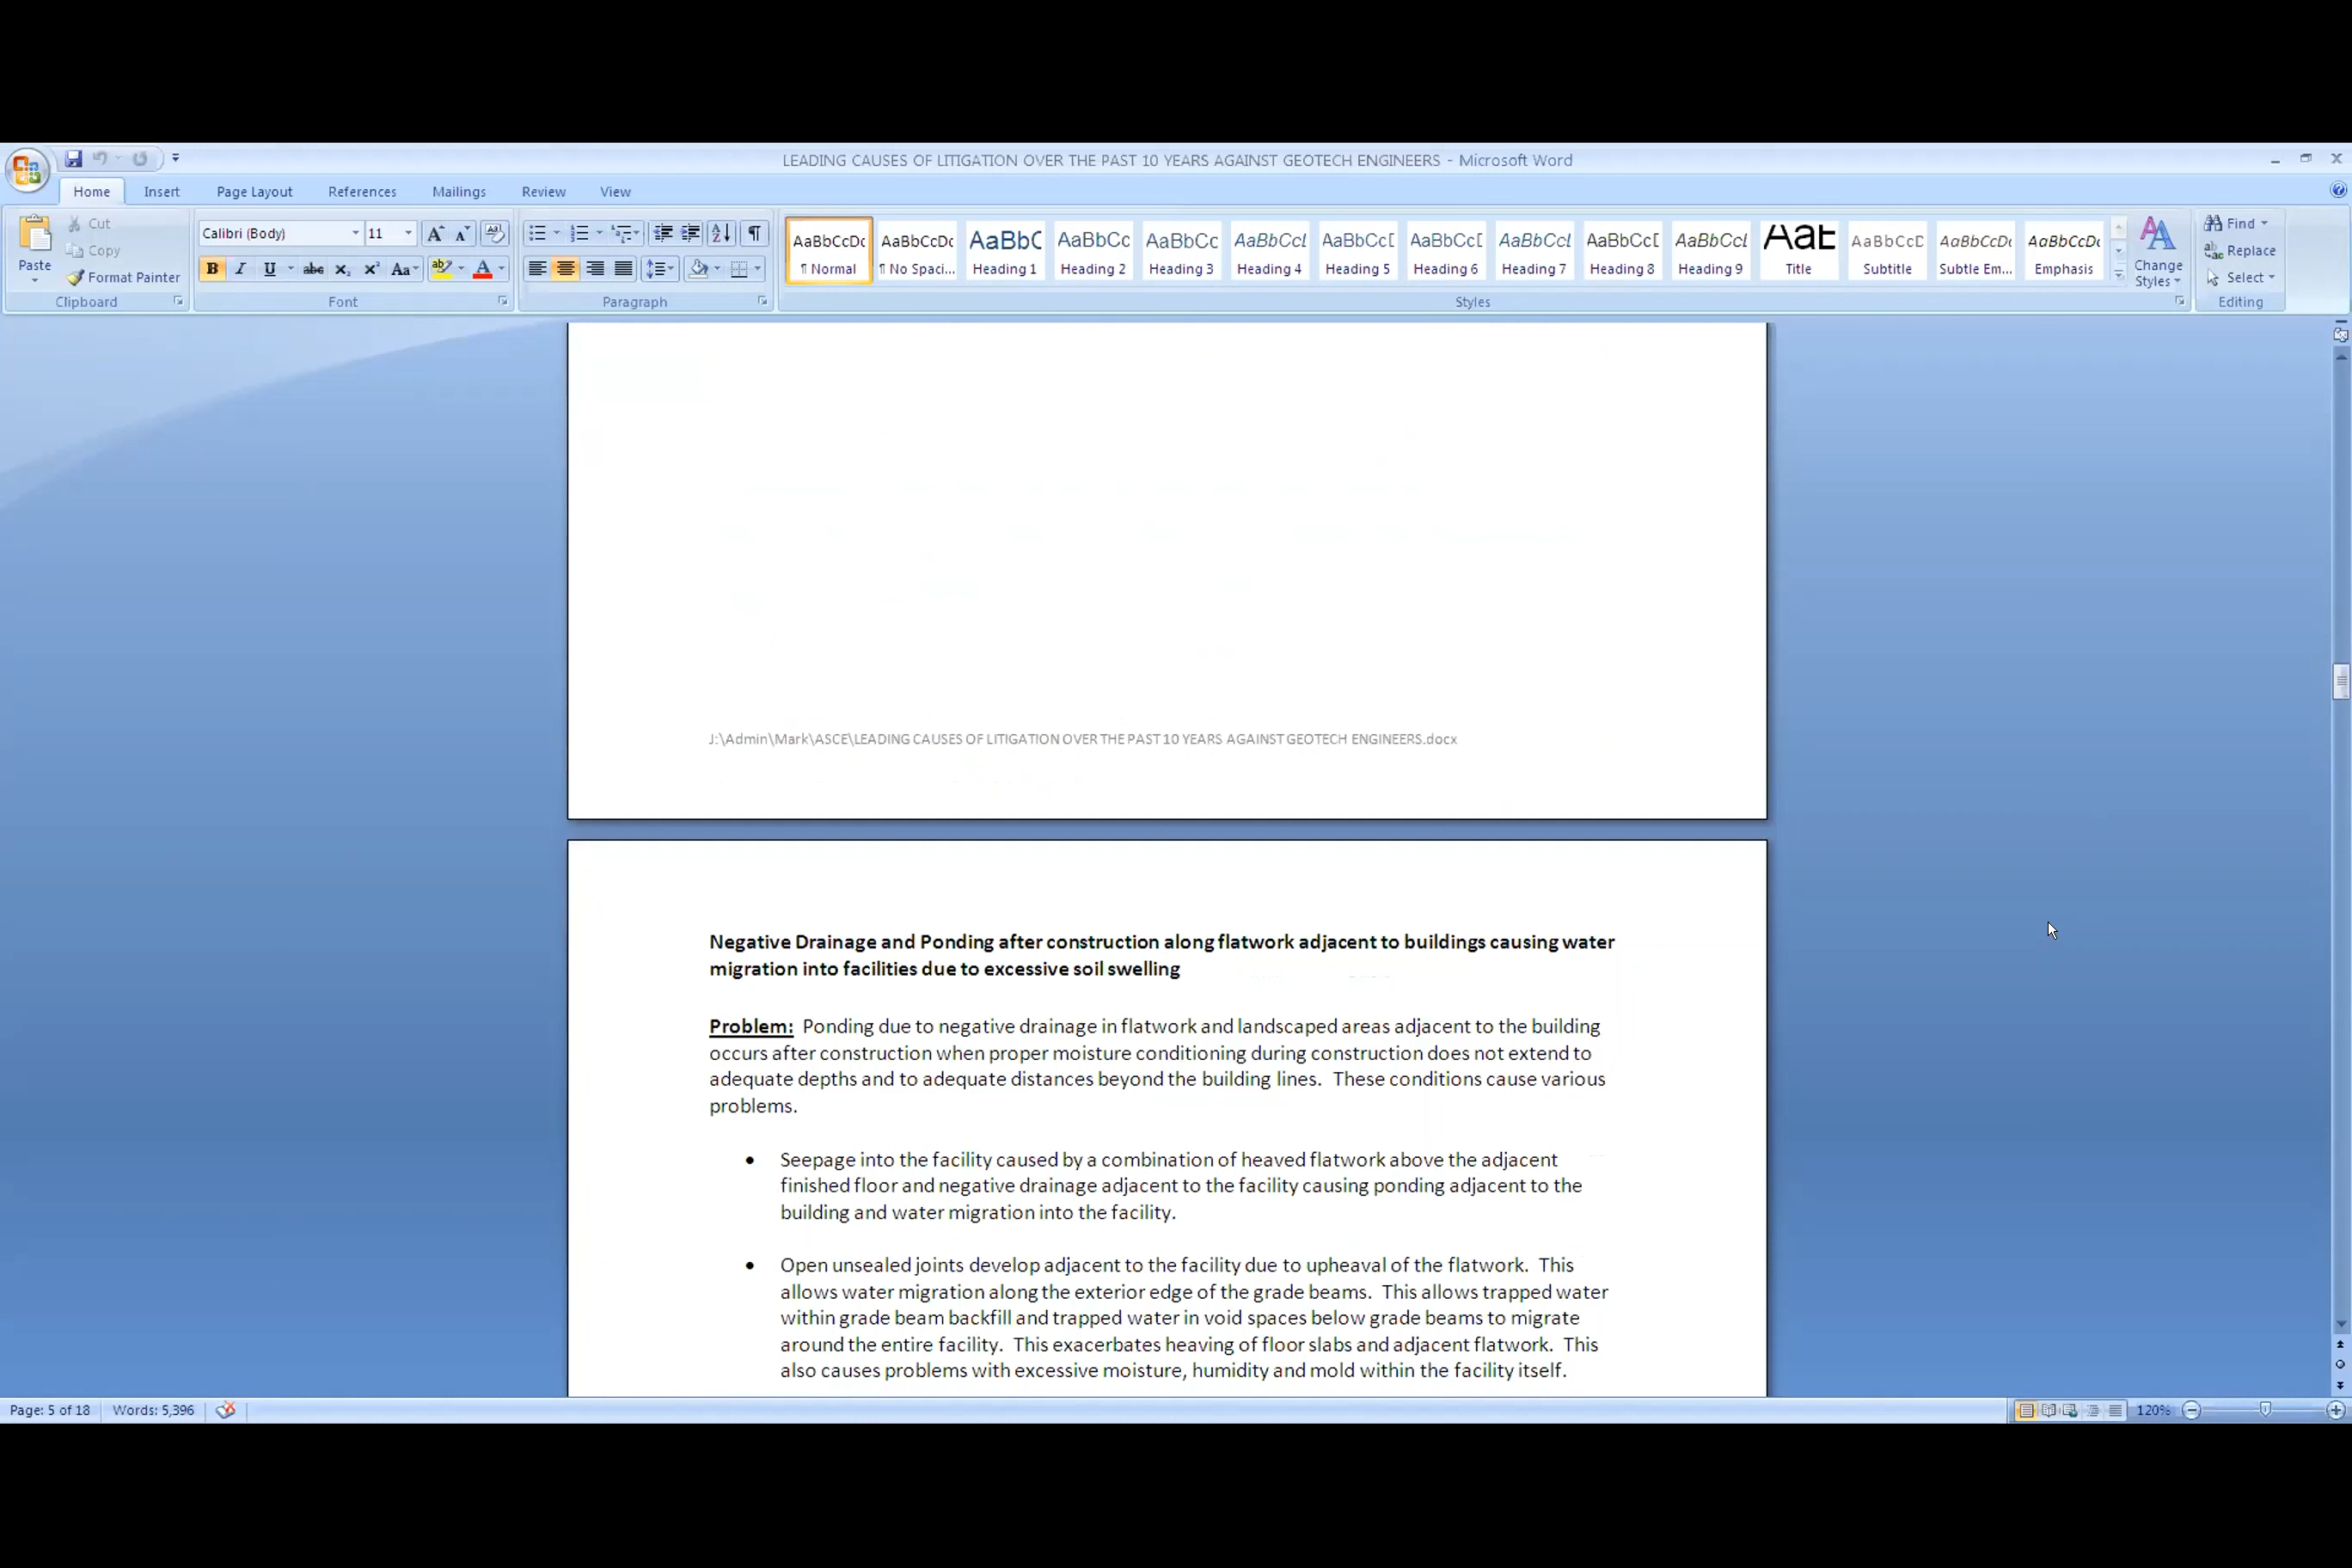 LEADING CAUSES OF LITIGATION OVER THE PAST 10 YEARS AGAINST GEOTECH ENGINEERS - Microsoft Word
Home Insert Page Layout References Mailings Review View
Paste
Cut
Copy
Format Painter
Clipboard
Calibri (Body) 11
Font
Paragraph
AaBbCcDc AaBbCcDc AaBbC AaBbCc AaBbCc AaBbCcI AaBbCcD AaBbCcD AaBbCcI AaBbCcD AaBbCcI AaB AaBbCcD AaBbCcDc AaBbCcDc
¶ Normal ¶ No Spaci... Heading 1 Heading 2 Heading 3 Heading 4 Heading 5 Heading 6 Heading 7 Heading 8 Heading 9 Title Subtitle Subtle Em... Emphasis
Styles
Change
Styles
Find
Replace
Select
Editing
J:\Admin\Mark\ASCE\LEADING CAUSES OF LITIGATION OVER THE PAST 10 YEARS AGAINST GEOTECH ENGINEERS.docx
Negative Drainage and Ponding after construction along flatwork adjacent to buildings causing water
migration into facilities due to excessive soil swelling
Problem: Ponding due to negative drainage in flatwork and landscaped areas adjacent to the building
occurs after construction when proper moisture conditioning during construction does not extend to
adequate depths and to adequate distances beyond the building lines. These conditions cause various
problems.
• Seepage into the facility caused by a combination of heaved flatwork above the adjacent
finished floor and negative drainage adjacent to the facility causing ponding adjacent to the
building and water migration into the facility.
• Open unsealed joints develop adjacent to the facility due to upheaval of the flatwork. This
allows water migration along the exterior edge of the grade beams. This allows trapped water
within grade beam backfill and trapped water in void spaces below grade beams to migrate
around the entire facility. This exacerbates heaving of floor slabs and adjacent flatwork. This
also causes problems with excessive moisture, humidity and mold within the facility itself.
Page: 5 of 18 Words: 5,396 120%